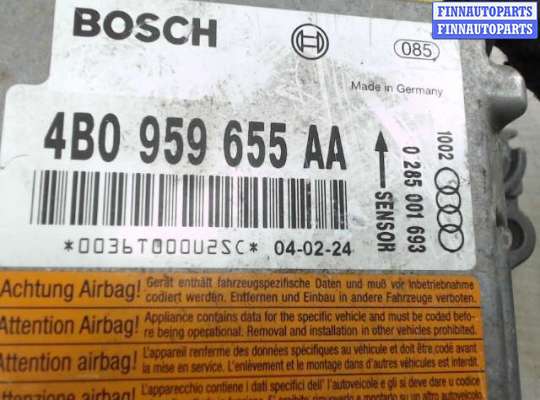 FINNAUTOPARTS
FINNAUTOPARTS
BOSCH
085
Made in Germany
4B0 959 655 AA
SENSOR
0 285 001 693
1002
*0036T000U2SC* 04-02-24
Achtung Airbag! Gerät enthält fahrzeugspezifische Daten und muß vor Inbetriebnahme
codiert werden. Entfernen und Einbau in andere Fahrzeuge verboten.
Attention Airbag! Appliance contains data for the specific vehicle and must be coded befo-
re being operational. Removal and installation in other vehicles prohibited.
Attention airbag! L'appareil renferme des données spécifiques au véhicule et doit être codé avant
la mise en service. L'enlèvement et le montage dans d'autres véhicules est interdit.
Attenzione airbag! L'apparecchio contiene i dati specifici dell' autoveicolo e gli si deve dare u codice